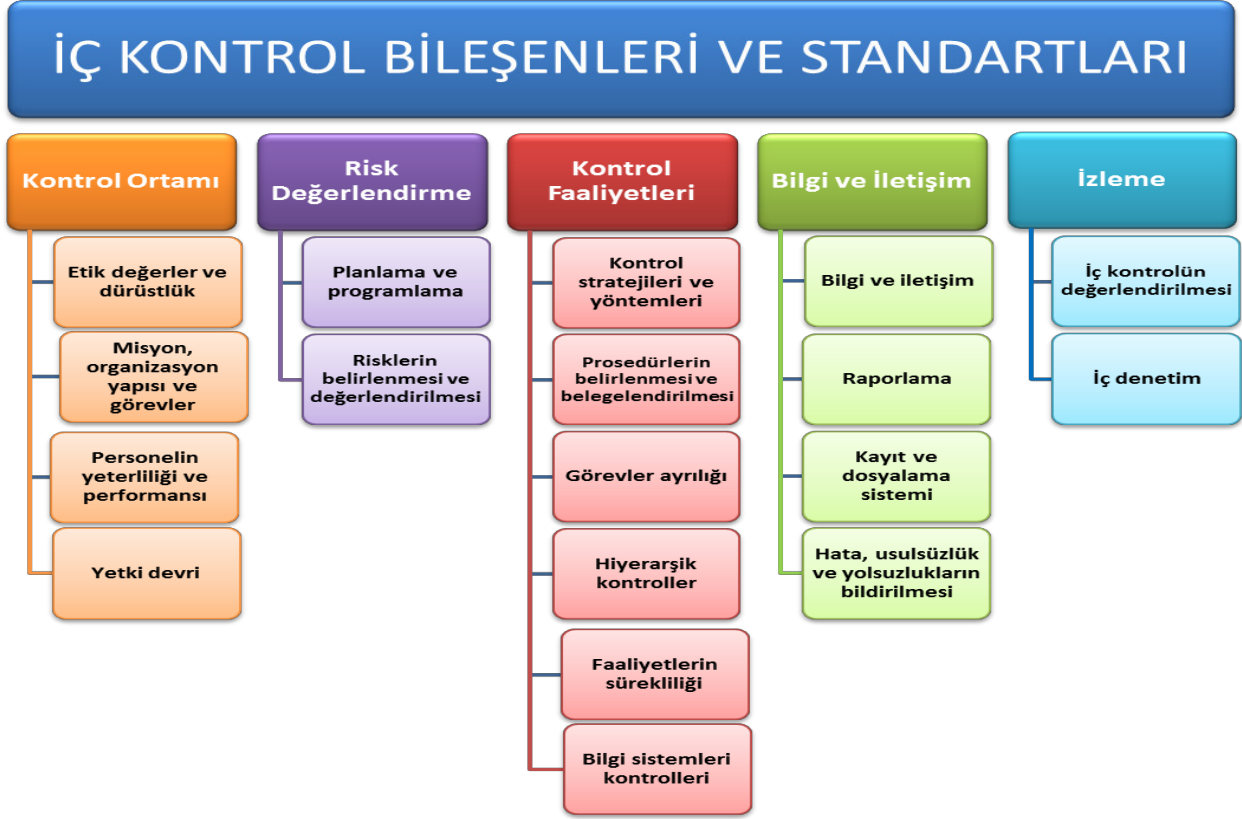 İÇ KONTROL BİLEŞENLERİ VE STANDARTLARI
Kontrol Ortamı
Etik değerler ve
dürüstlük
Misyon,
organizasyon
yapısı ve
görevler
Personelin
yeterliliği ve
performansı
Yetki devri
Risk
Değerlendirme
Planlama ve
programlama
Risklerin
belirlenmesi ve
değerlendirilmesi
Kontrol
Faaliyetleri
Kontrol
stratejileri ve
yöntemleri
Prosedürlerin
belirlenmesi ve
belegelendirilmesi
Görevler ayrılığı
Hiyerarşik
kontroller
Faaliyetlerin
sürekliliği
Bilgi sistemleri
kontrolleri
Bilgi ve İletişim
Bilgi ve iletişim
Raporlama
Kayıt ve
dosyalama
sistemi
Hata, usulsüzlük
ve yolsuzlukların
bildirilmesi
İzleme
İç kontrolün
değerlendirilmesi
İç denetim